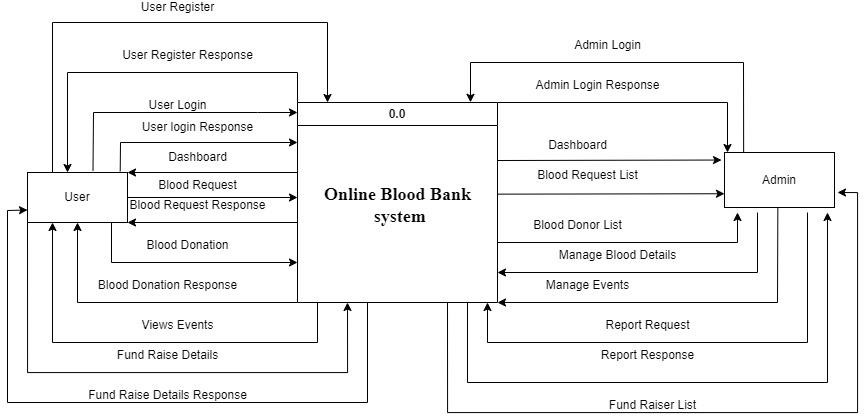 User Register
Admin Login
User Register Response
Admin Login Response
User Login
0.0
User login Response
Dashboard
Dashboard
Blood Request List
Blood Request
User
Admin
Online Blood Bank
system
Blood Request Response
Blood Donor List
Blood Donation
Manage Blood Details
Blood Donation Response
Manage Events
Views Events
Report Request
Fund Raise Details
Report Response
Fund Raise Details Response
Fund Raiser List